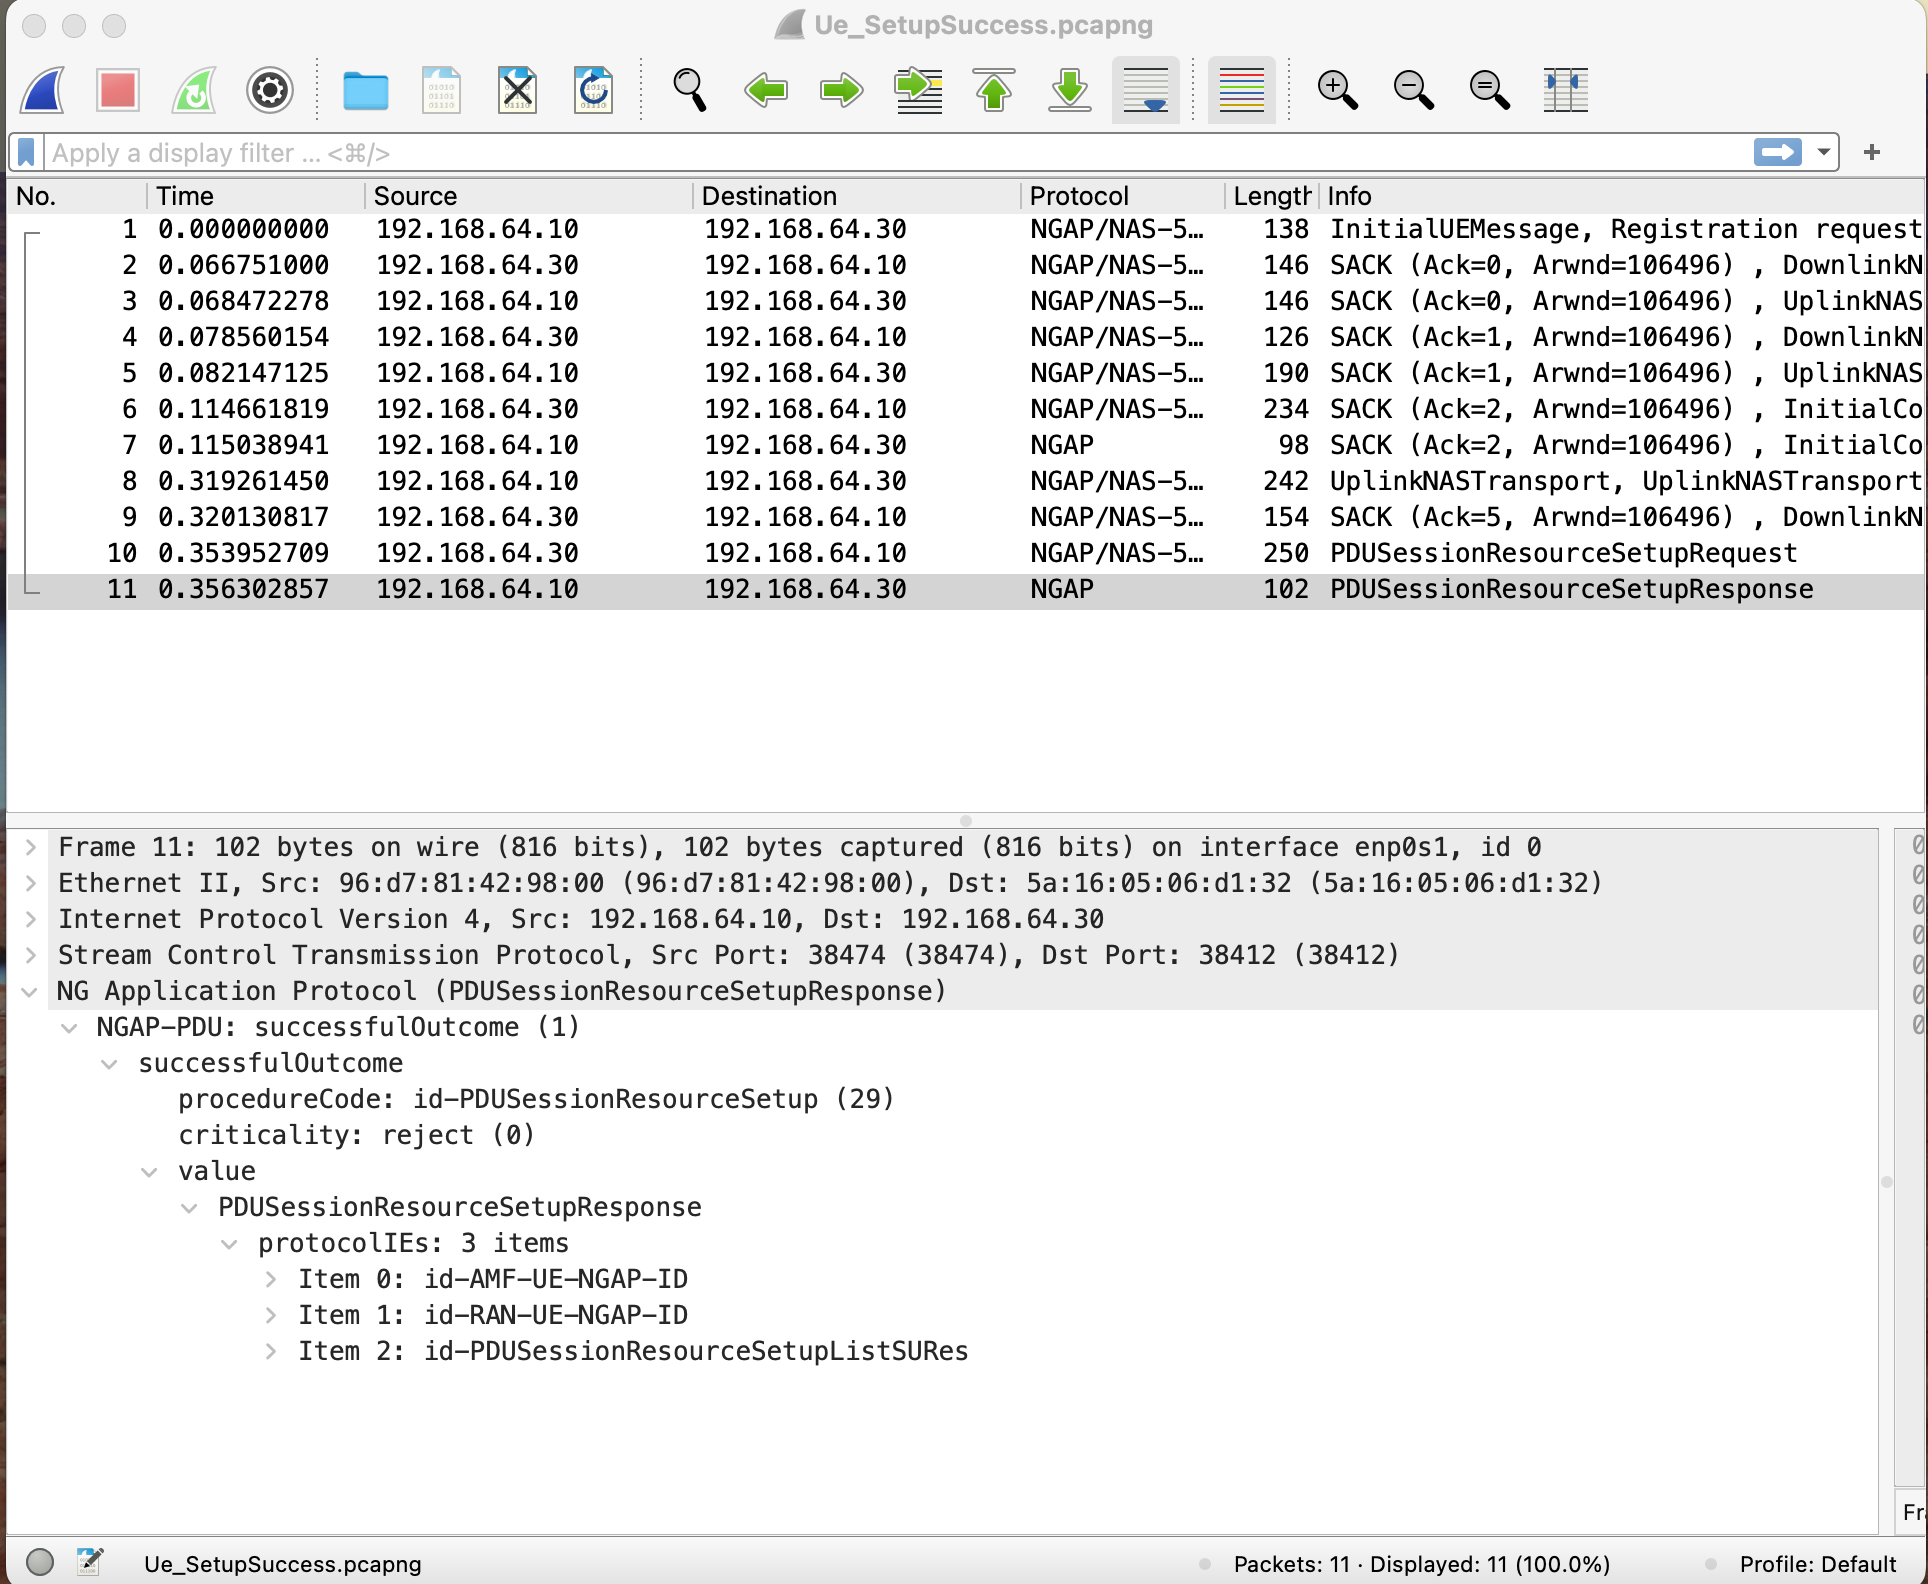 Ue_SetupSuccess.pcapng
Apply a display filter ... <⌘/>
+
No. Time Source Destination Protocol Length Info
1 0.000000000 192.168.64.10 192.168.64.30 NGAP/NAS-5… 138 InitialUEMessage, Registration request
2 0.066751000 192.168.64.30 192.168.64.10 NGAP/NAS-5… 146 SACK (Ack=0, Arwnd=106496) , DownlinkN
3 0.068472278 192.168.64.10 192.168.64.30 NGAP/NAS-5… 146 SACK (Ack=0, Arwnd=106496) , UplinkNAS
4 0.078560154 192.168.64.30 192.168.64.10 NGAP/NAS-5… 126 SACK (Ack=1, Arwnd=106496) , DownlinkN
5 0.082147125 192.168.64.10 192.168.64.30 NGAP/NAS-5… 190 SACK (Ack=1, Arwnd=106496) , UplinkNAS
6 0.114661819 192.168.64.30 192.168.64.10 NGAP/NAS-5… 234 SACK (Ack=2, Arwnd=106496) , InitialCo
7 0.115038941 192.168.64.10 192.168.64.30 NGAP 98 SACK (Ack=2, Arwnd=106496) , InitialCo
8 0.319261450 192.168.64.10 192.168.64.30 NGAP/NAS-5… 242 UplinkNASTransport, UplinkNASTransport
9 0.320130817 192.168.64.30 192.168.64.10 NGAP/NAS-5… 154 SACK (Ack=5, Arwnd=106496) , DownlinkN
10 0.353952709 192.168.64.30 192.168.64.10 NGAP/NAS-5… 250 PDUSessionResourceSetupRequest
11 0.356302857 192.168.64.10 192.168.64.30 NGAP 102 PDUSessionResourceSetupResponse
Frame 11: 102 bytes on wire (816 bits), 102 bytes captured (816 bits) on interface enp0s1, id 0
Ethernet II, Src: 96:d7:81:42:98:00 (96:d7:81:42:98:00), Dst: 5a:16:05:06:d1:32 (5a:16:05:06:d1:32)
Internet Protocol Version 4, Src: 192.168.64.10, Dst: 192.168.64.30
Stream Control Transmission Protocol, Src Port: 38474 (38474), Dst Port: 38412 (38412)
NG Application Protocol (PDUSessionResourceSetupResponse)
NGAP-PDU: successfulOutcome (1)
successfulOutcome
procedureCode: id-PDUSessionResourceSetup (29)
criticality: reject (0)
value
PDUSessionResourceSetupResponse
protocolIEs: 3 items
Item 0: id-AMF-UE-NGAP-ID
Item 1: id-RAN-UE-NGAP-ID
Item 2: id-PDUSessionResourceSetupListSURes
Ue_SetupSuccess.pcapng
Packets: 11 · Displayed: 11 (100.0%)
Profile: Default